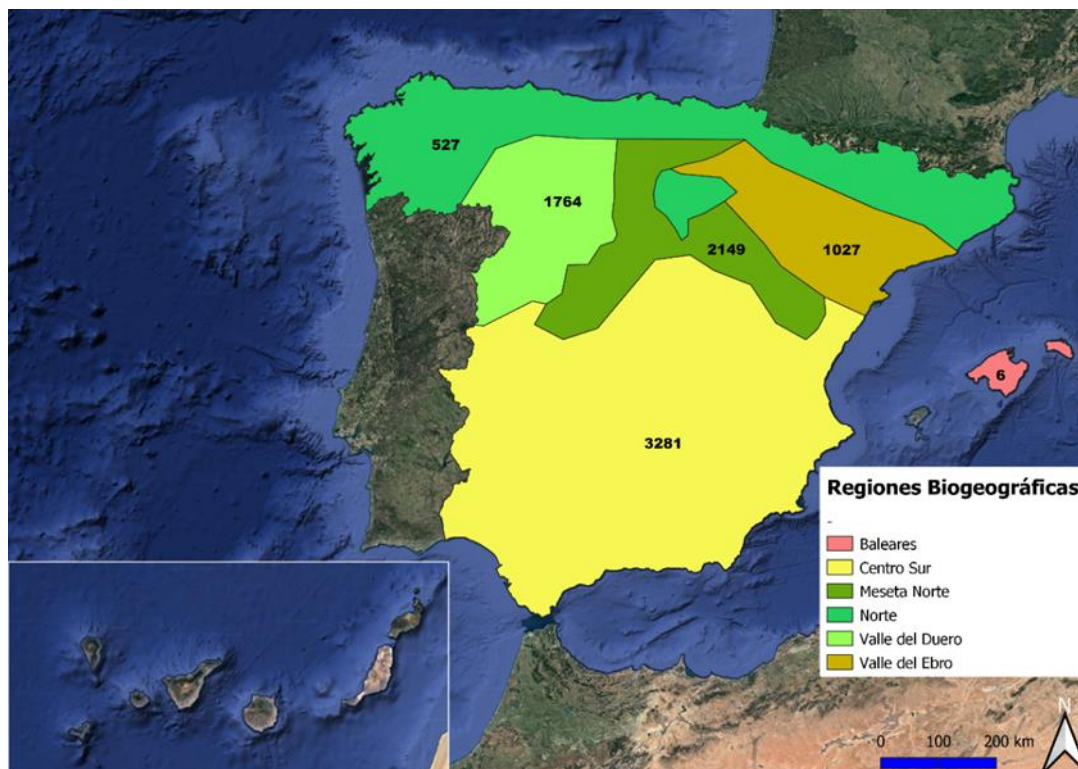 527
1764
2149
1027
6
3281
Regiones Biogeográficas
-
Baleares
Centro Sur
Meseta Norte
Norte
Valle del Duero
Valle del Ebro
N
0 100 200 km